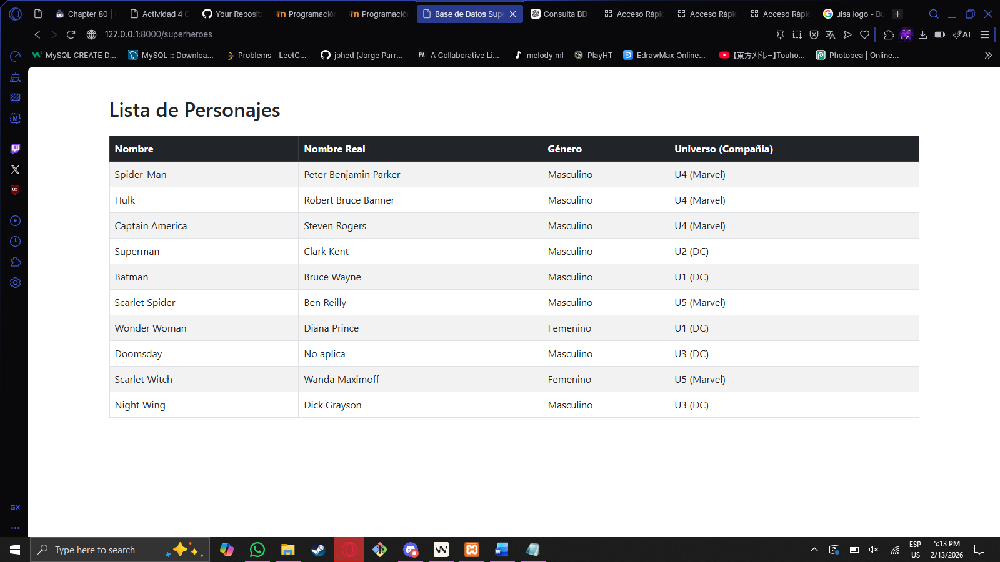 Chapter 80 |
Actividad 4 C
Your Reposit
Programación
Programación
Base de Datos Supe
Consulta BD
Acceso Rápid
Acceso Rápid
Acceso Rápid
ulsa logo - Bu
127.0.0.1:8000/superheroes
AI
MySQL CREATE D...
MySQL :: Downloa...
Problems - LeetC...
jphed (Jorge Parr...
PA A Collaborative Li...
melody ml
PlayHT
EdrawMax Online...
【東方メドレー】Touho...
Photopea | Online...
Lista de Personajes
Nombre Nombre Real Género Universo (Compañía)
Spider-Man Peter Benjamin Parker Masculino U4 (Marvel)
Hulk Robert Bruce Banner Masculino U4 (Marvel)
Captain America Steven Rogers Masculino U4 (Marvel)
Superman Clark Kent Masculino U2 (DC)
Batman Bruce Wayne Masculino U1 (DC)
Scarlet Spider Ben Reilly Masculino U5 (Marvel)
Wonder Woman Diana Prince Femenino U1 (DC)
Doomsday No aplica Masculino U3 (DC)
Scarlet Witch Wanda Maximoff Femenino U5 (Marvel)
Night Wing Dick Grayson Masculino U3 (DC)
GX
Type here to search
ESP
US
5:13 PM
2/13/2026